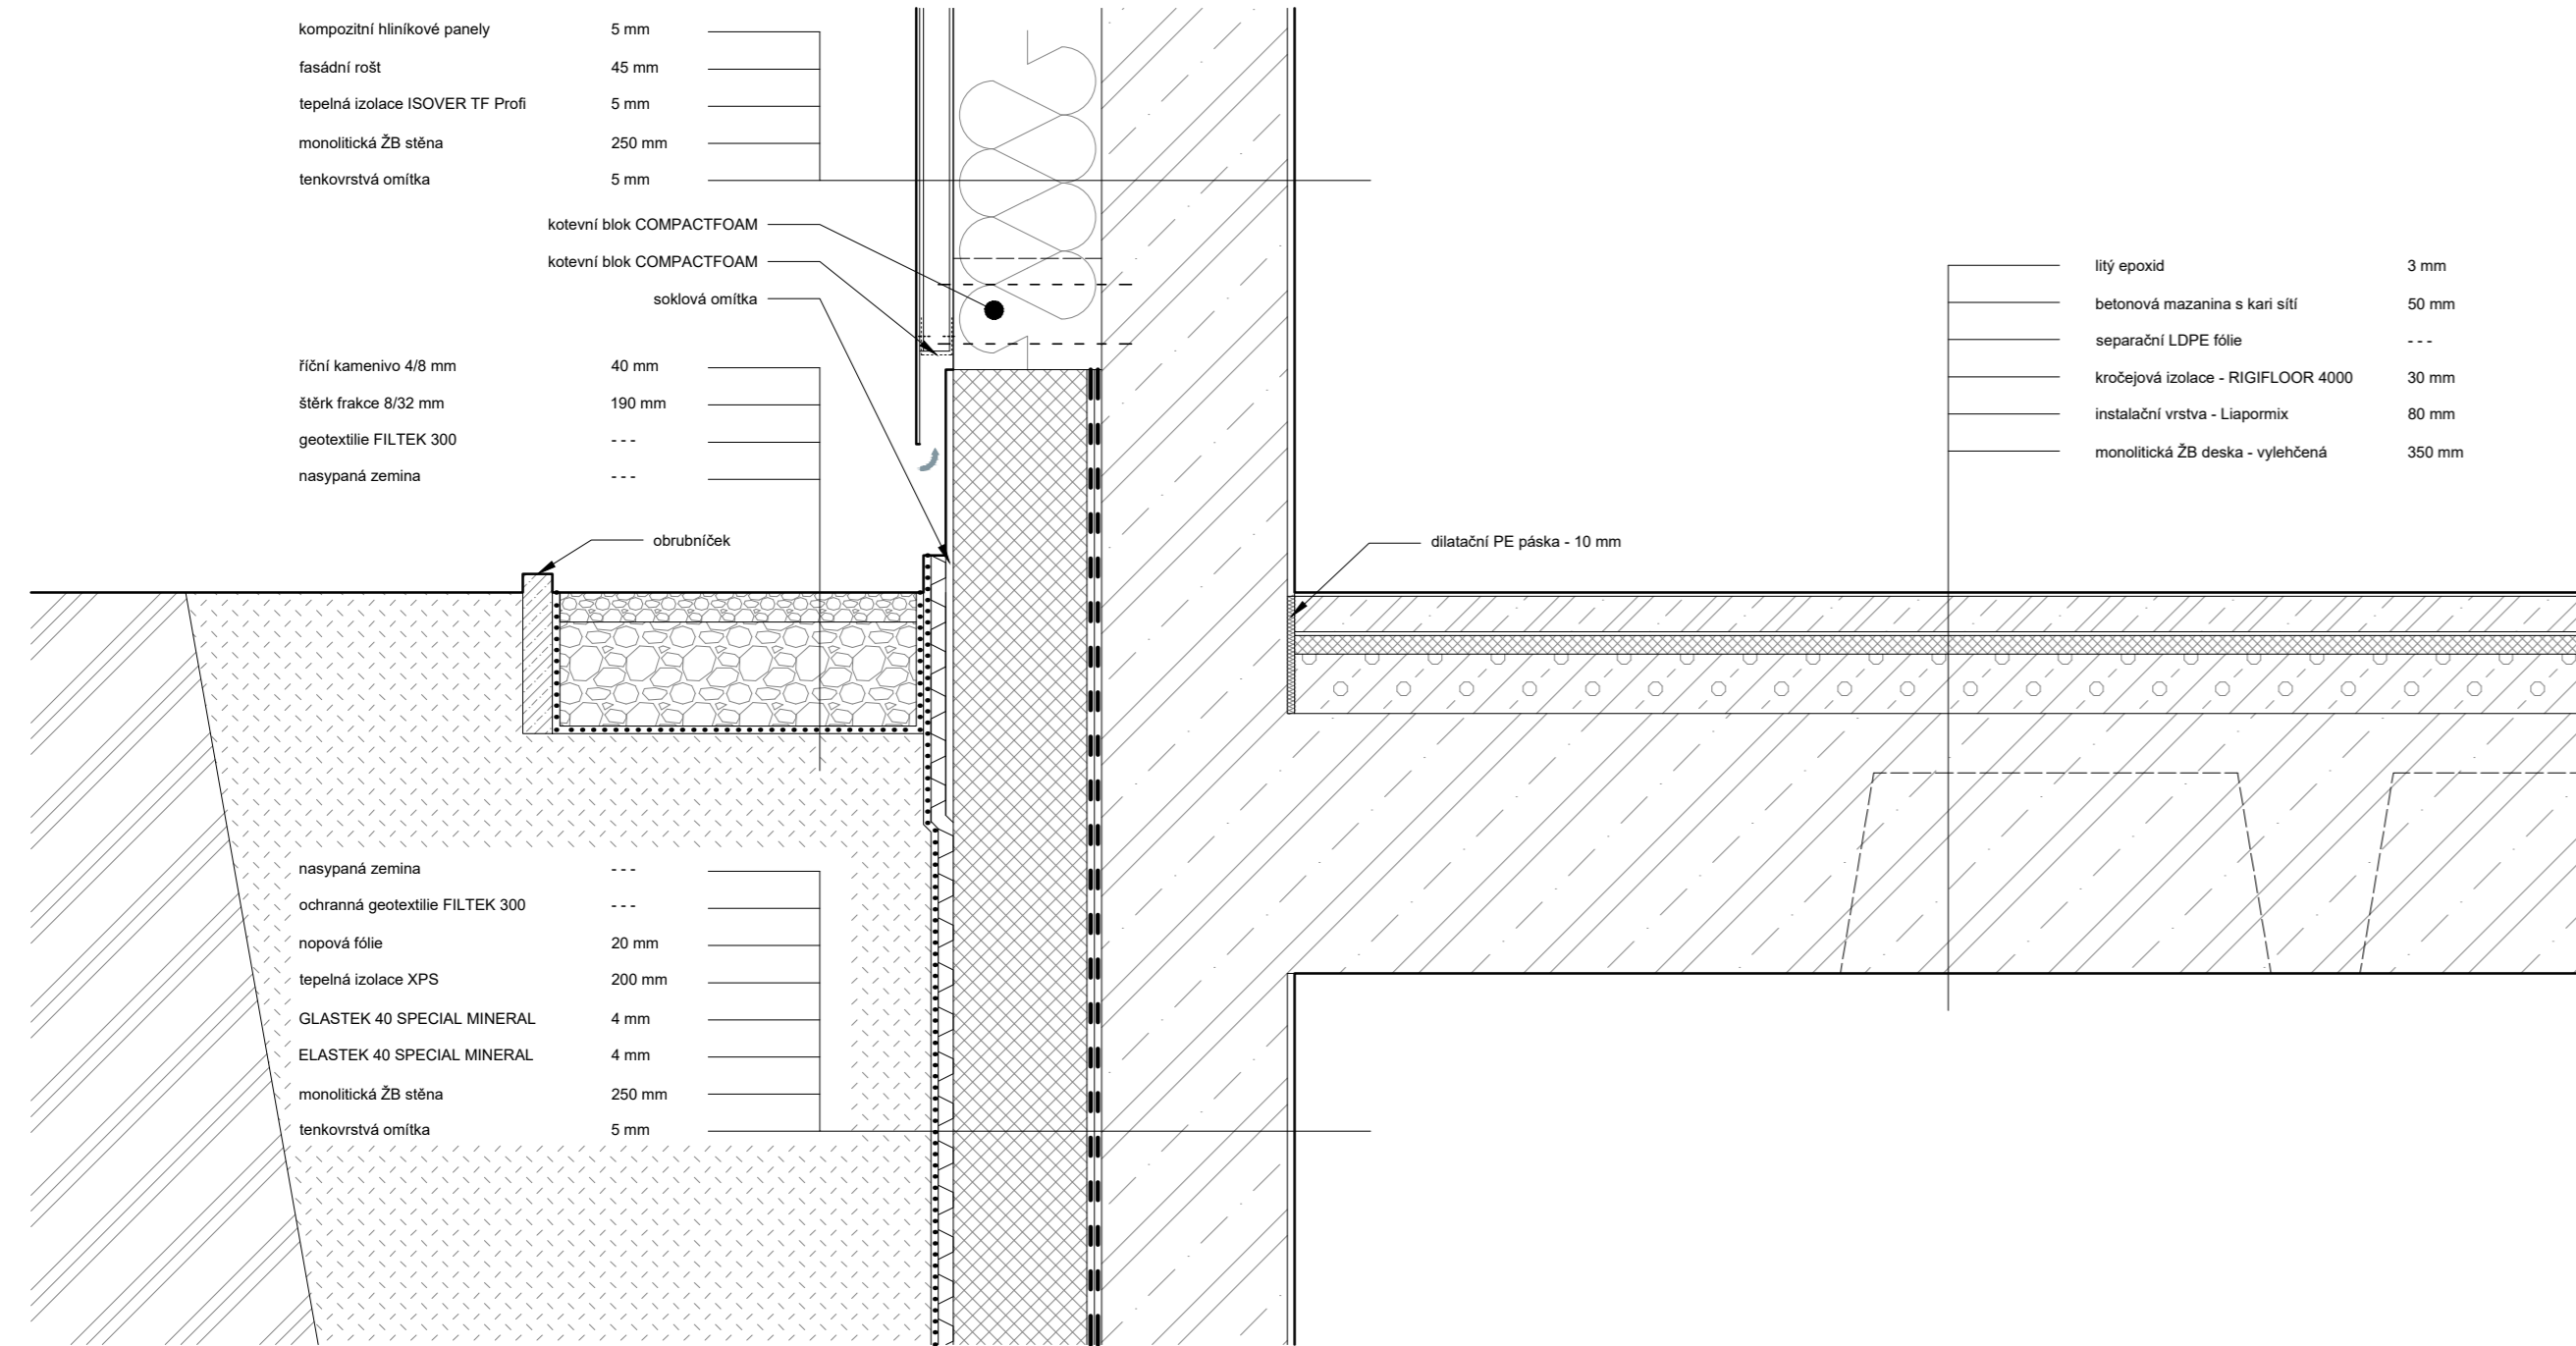 kompozitní hliníkové panely 5 mm
fasádní rošt 45 mm
tepelná izolace ISOVER TF Profi 5 mm
monolitická ŽB stěna 250 mm
tenkovrstvá omítka 5 mm
kotevní blok COMPACTFOAM
kotevní blok COMPACTFOAM
soklová omítka
říční kamenivo 4/8 mm 40 mm
štěrk frakce 8/32 mm 190 mm
geotextilie FILTEK 300 - - -
nasypaná zemina - - -
obrubníček
nasypaná zemina - - -
ochranná geotextilie FILTEK 300 - - -
nopová fólie 20 mm
tepelná izolace XPS 200 mm
GLASTEK 40 SPECIAL MINERAL 4 mm
ELASTEK 40 SPECIAL MINERAL 4 mm
monolitická ŽB stěna 250 mm
tenkovrstvá omítka 5 mm
litý epoxid 3 mm
betonová mazanina s kari sítí 50 mm
separační LDPE fólie - - -
kročejová izolace - RIGIFLOOR 4000 30 mm
instalační vrstva - Liapormix 80 mm
monolitická ŽB deska - vylehčená 350 mm
dilatační PE páska - 10 mm